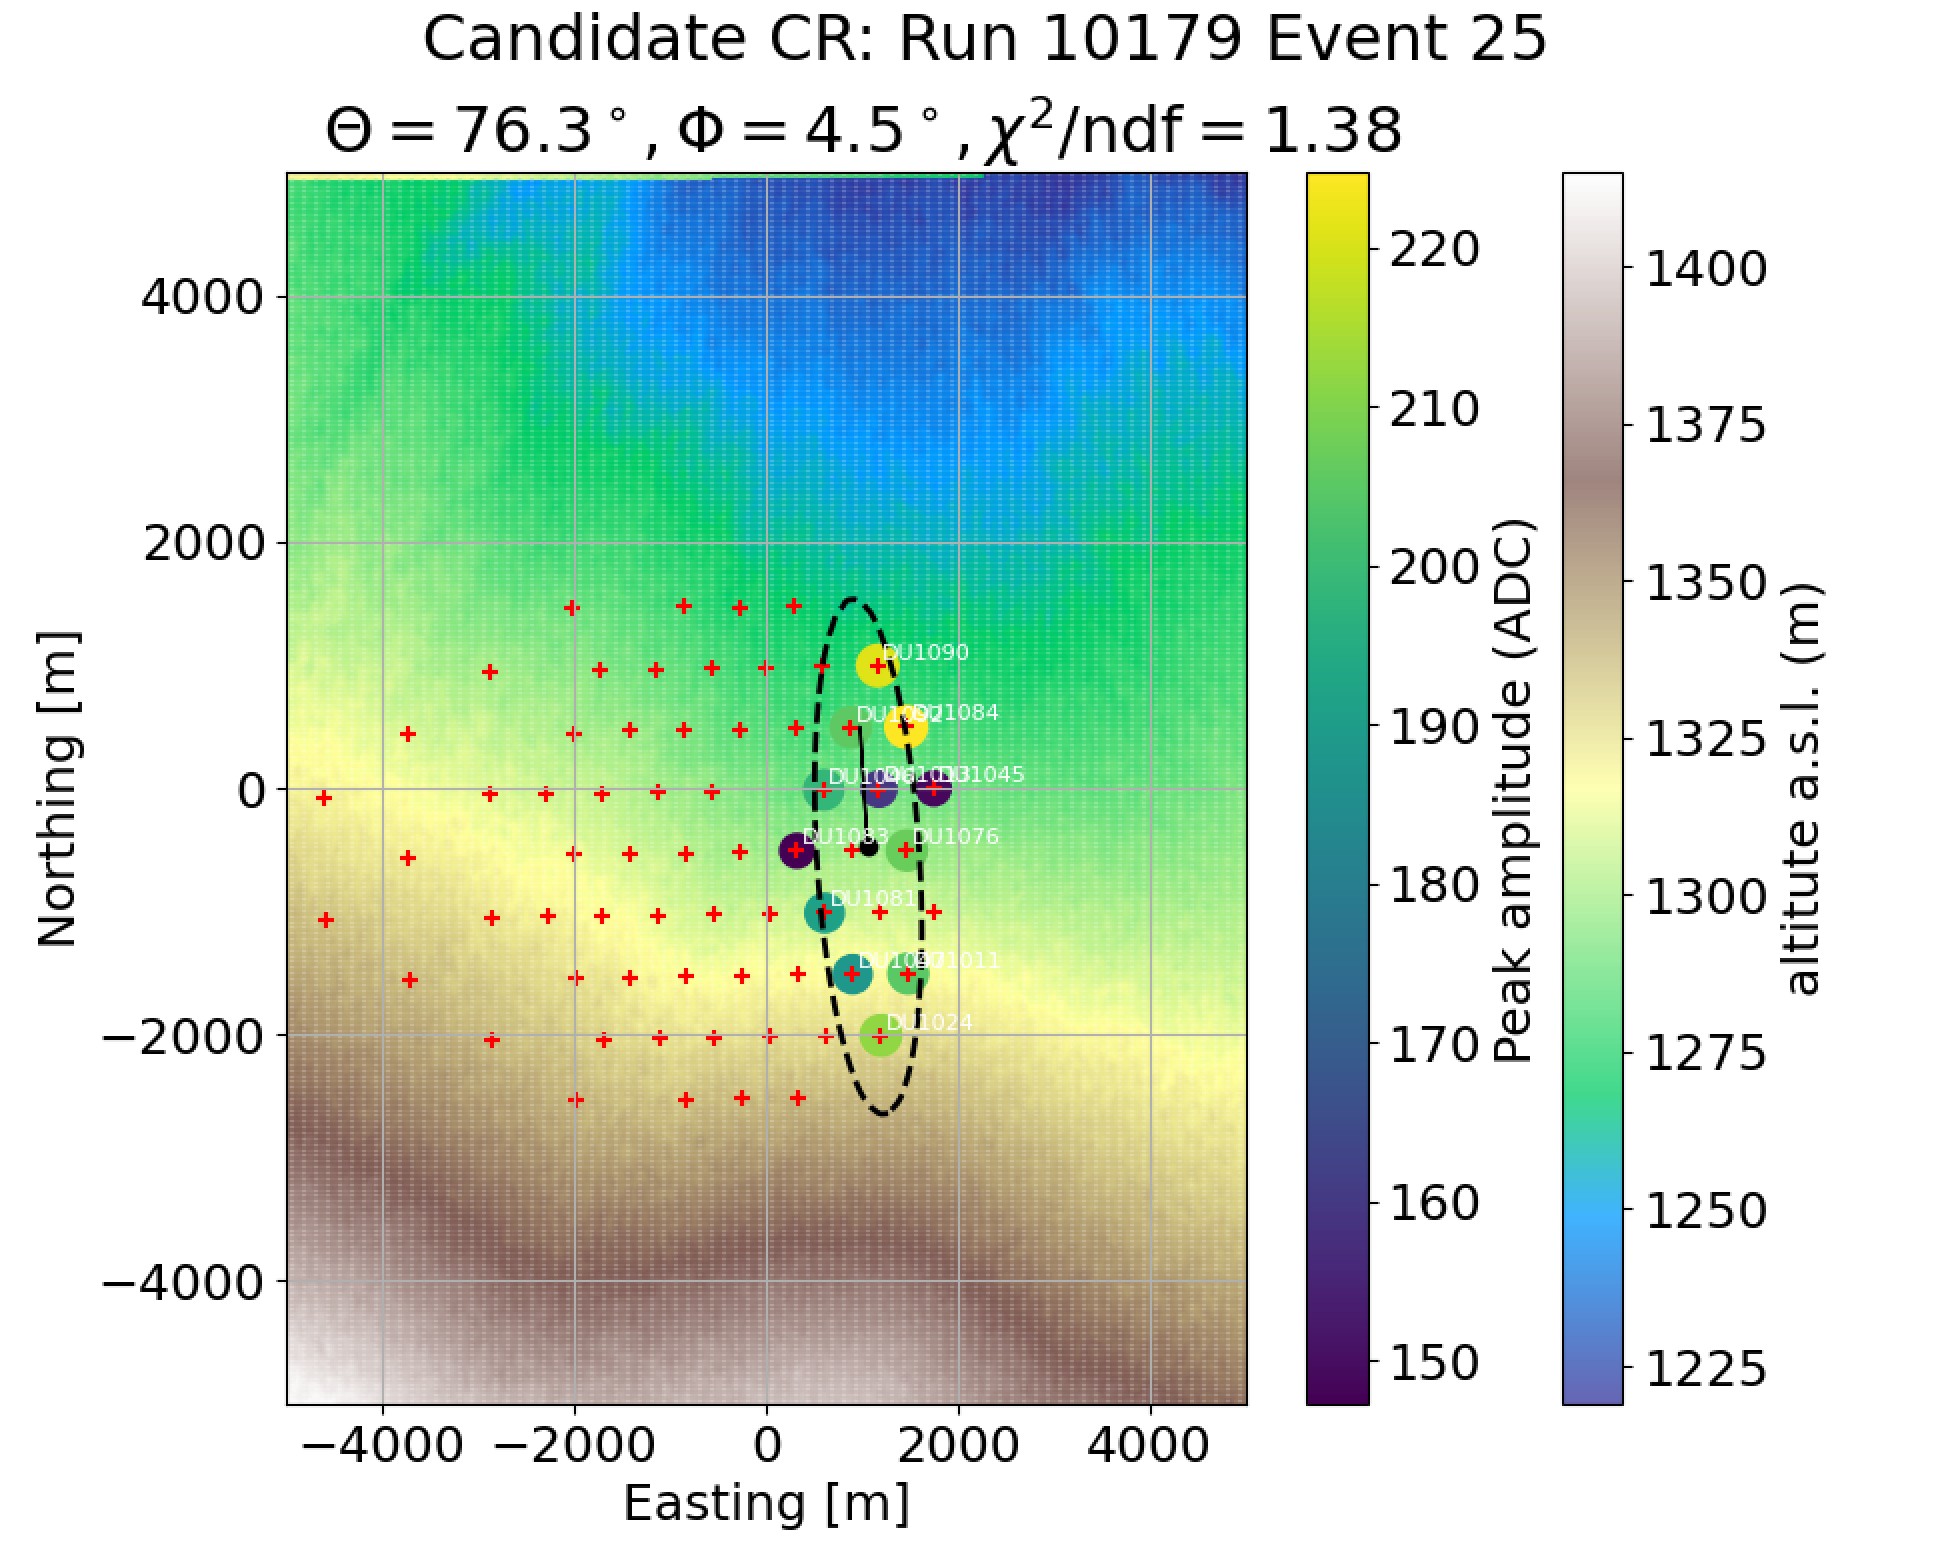 Candidate CR: Run 10179 Event 25
Θ = 76.3°, Φ = 4.5°, χ²/ndf = 1.38
4000
2000
0
−2000
−4000
Northing [m]
−4000 −2000 0 2000 4000
Easting [m]
DU1090
DU1084
DU1045
DU1083
DU1076
DU1081
DU1011
DU1024
220
210
200
190
180
170
160
150
Peak amplitude (ADC)
1400
1375
1350
1325
1300
1275
1250
1225
altitute a.s.l. (m)